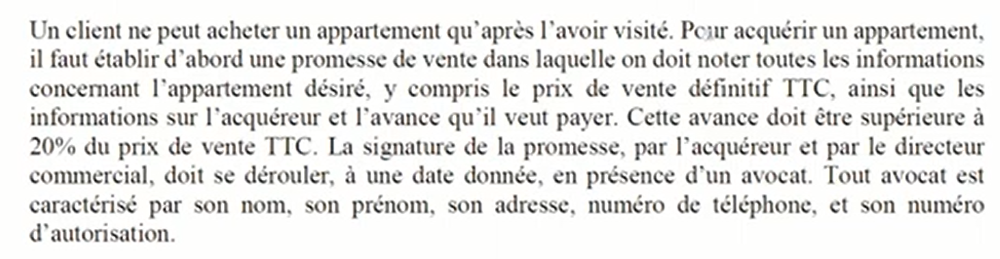 Un client ne peut acheter un appartement qu'après l'avoir visité. Pour acquérir un appartement,
il faut établir d'abord une promesse de vente dans laquelle on doit noter toutes les informations
concernant l'appartement désiré, y compris le prix de vente définitif TTC, ainsi que les
informations sur l'acquéreur et l'avance qu'il veut payer. Cette avance doit être supérieure à
20% du prix de vente TTC. La signature de la promesse, par l'acquéreur et par le directeur
commercial, doit se dérouler, à une date donnée, en présence d'un avocat. Tout avocat est
caractérisé par son nom, son prénom, son adresse, numéro de téléphone, et son numéro
d'autorisation.